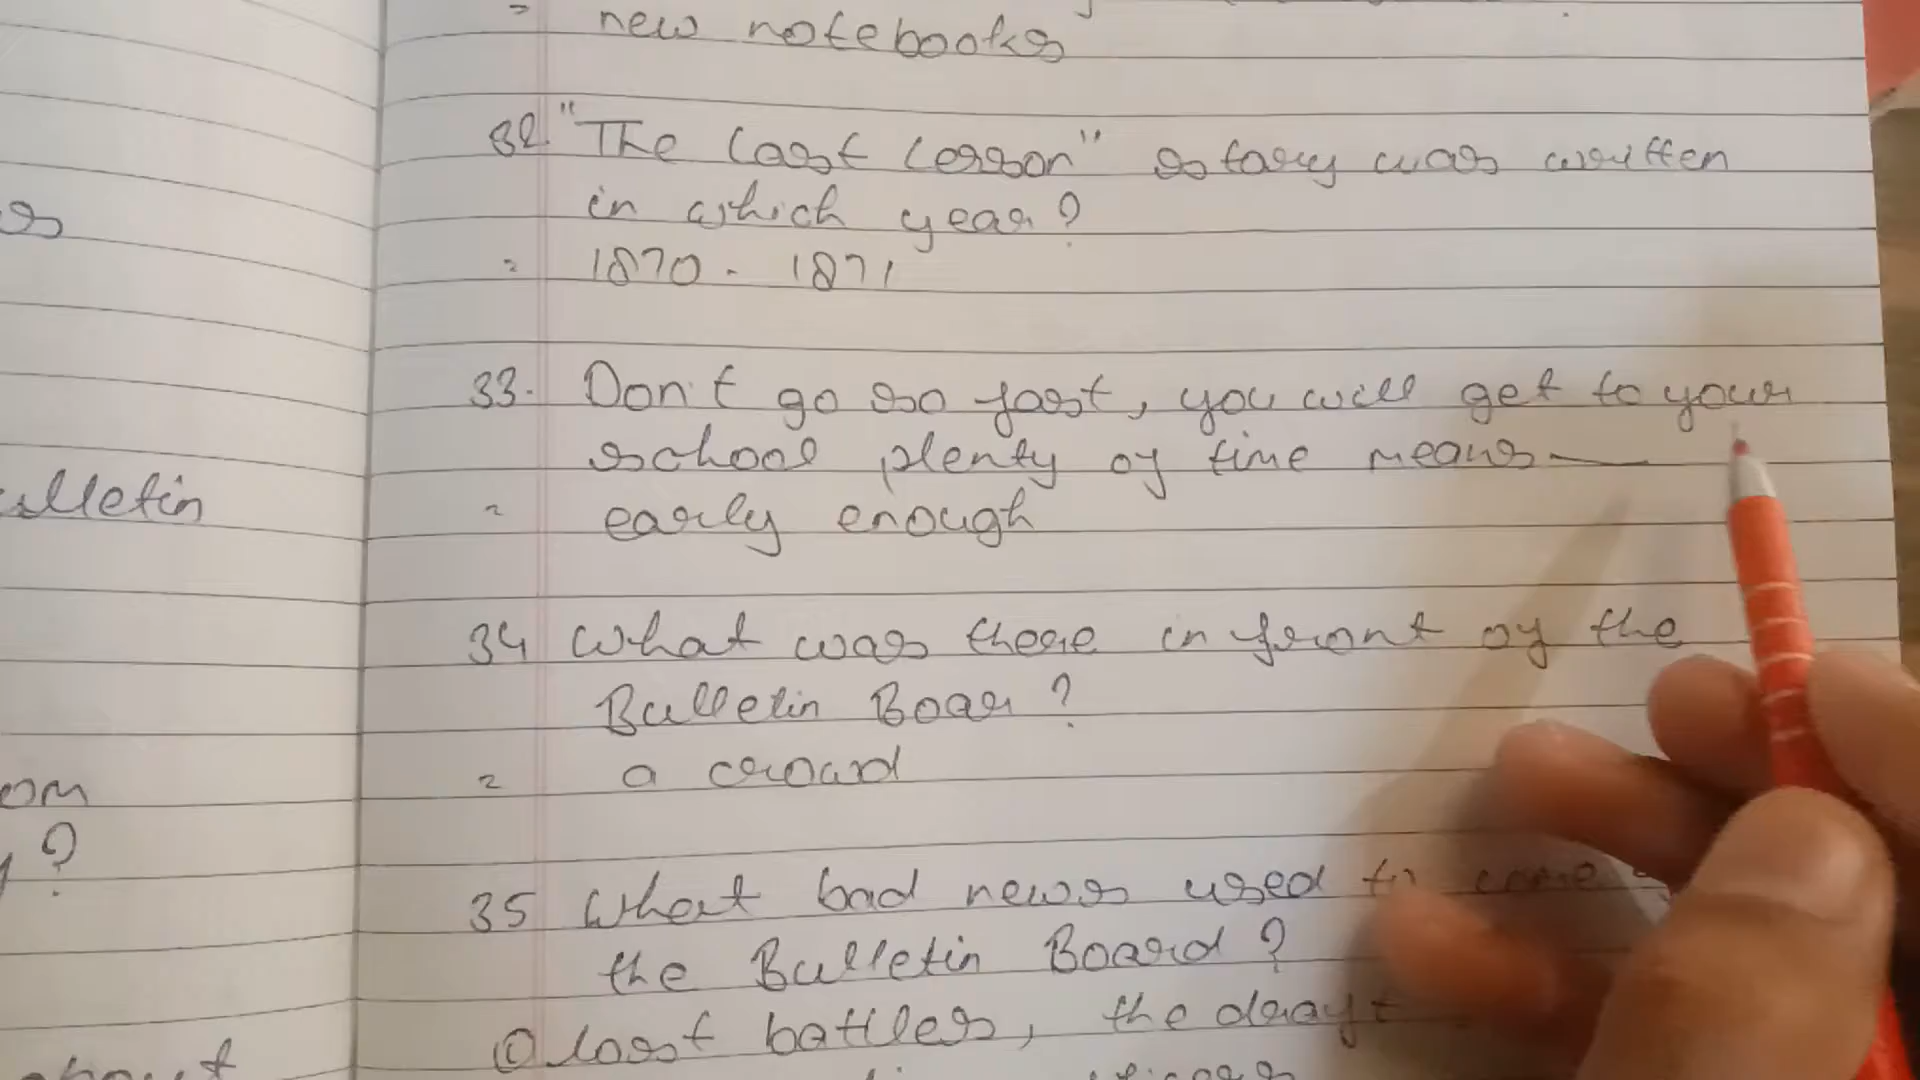 s
ulletin
om
?
about
= new notebooks
32. "The Last Lesson" story was written
in which year?
= 1870 - 1871
33. Don't go so fast, you will get to your
school plenty of time means —
= early enough
34 What was there in front of the
Bulletin Boar?
= a crowd
35 What bad news used to come
the Bulletin Board?
① lost battles, the draft